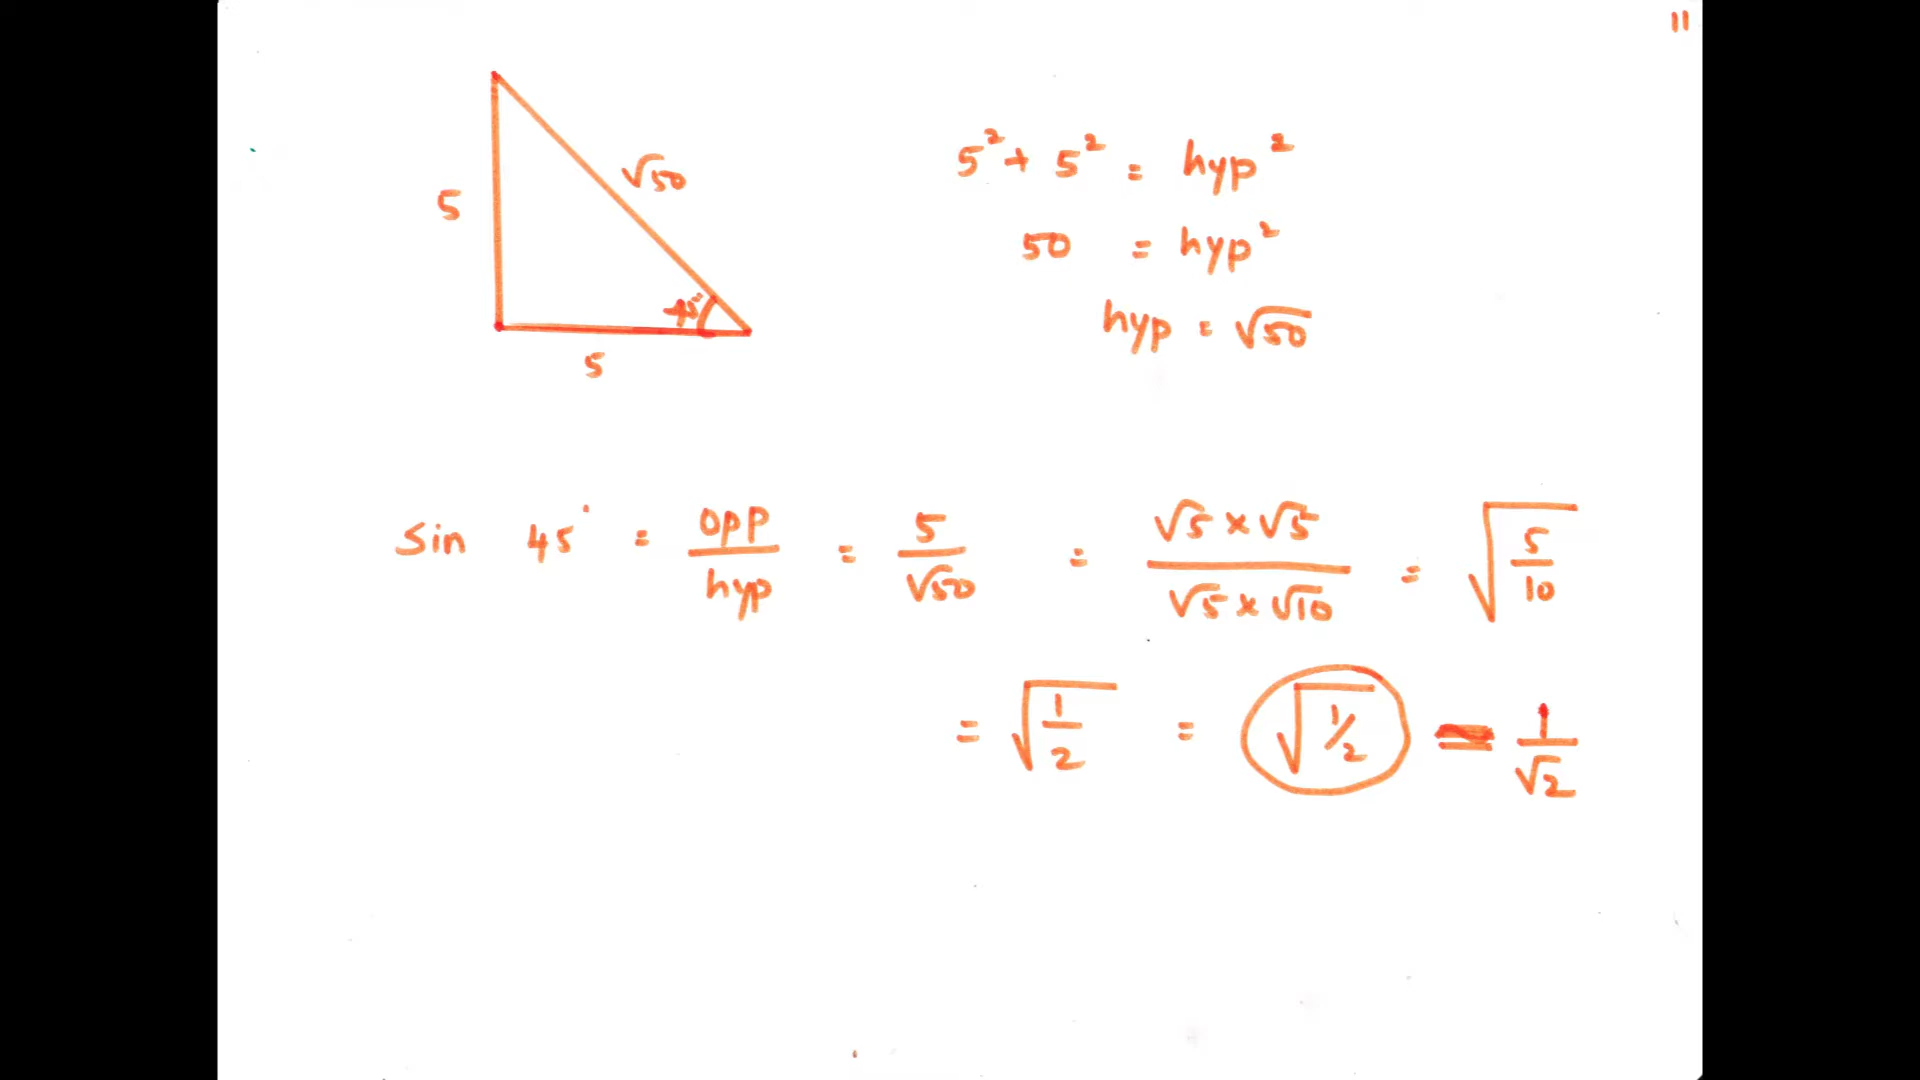 11
√50
5
45°
5
5² + 5² = hyp²
50 = hyp²
hyp = √50
sin 45° = opp/hyp = 5/√50 = (√5 × √5)/(√5 × √10) = √(5/10)
= √(1/2) = √(1/2) = 1/√2